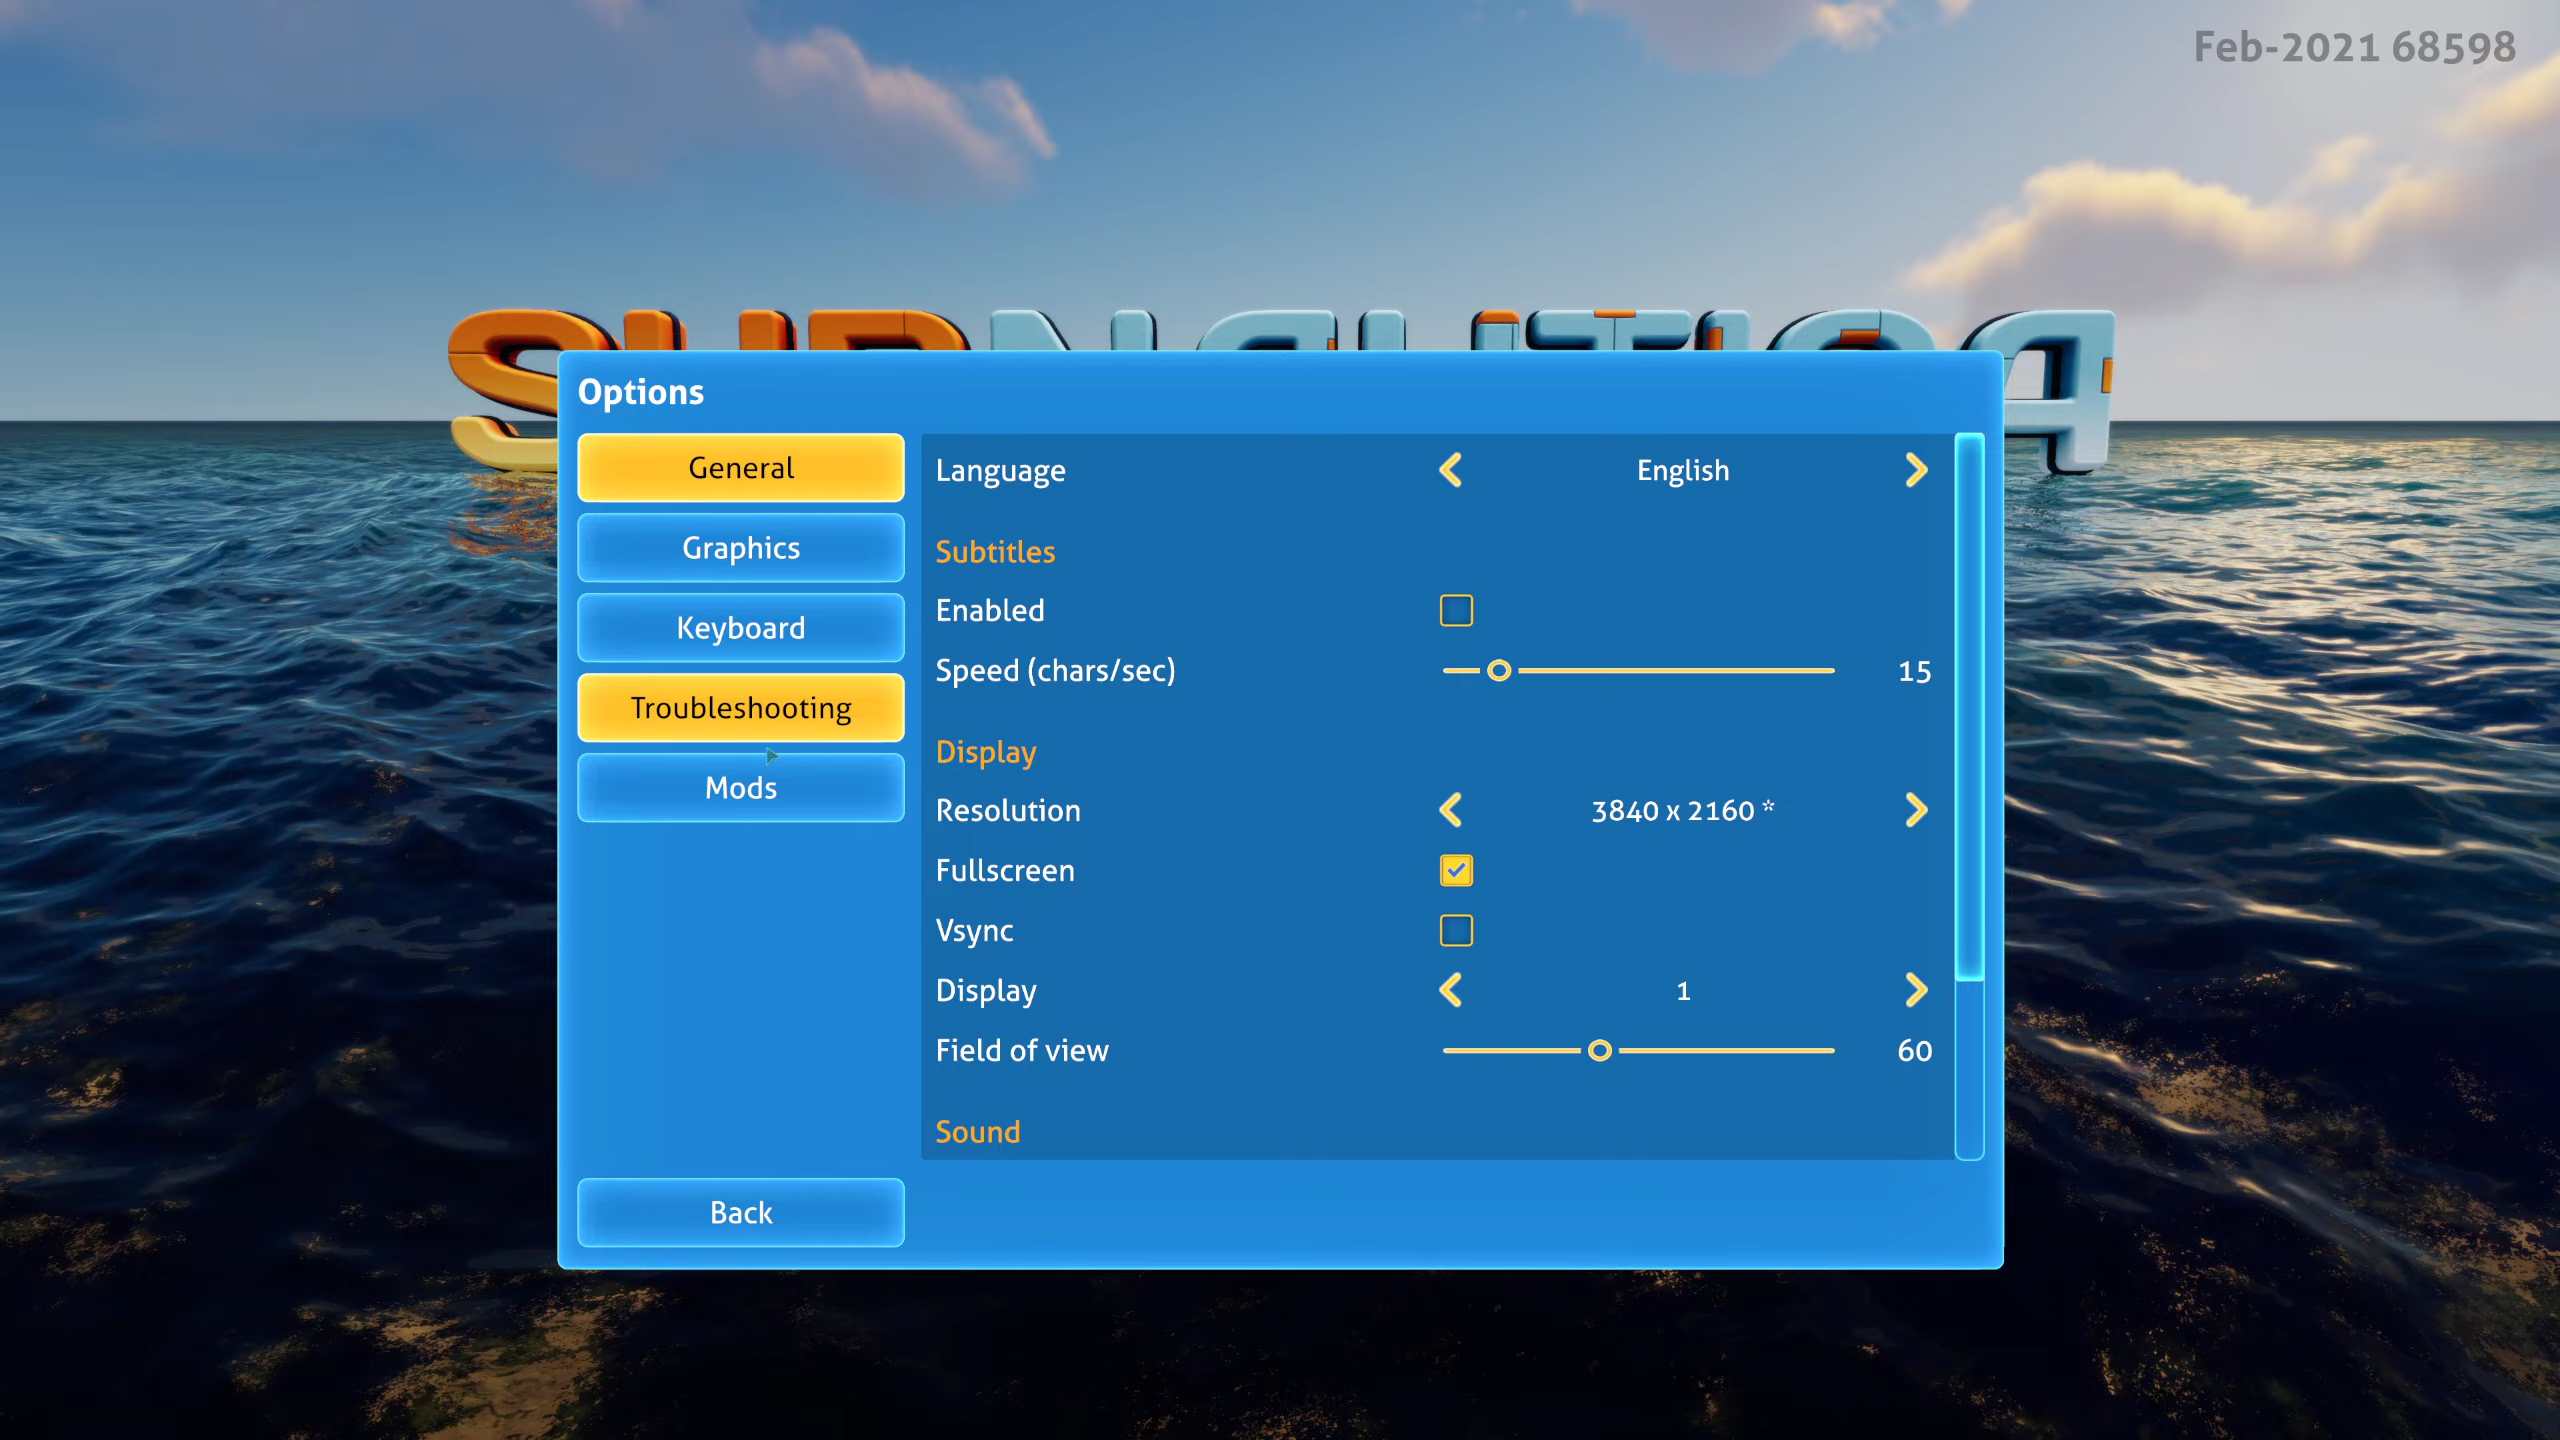 Feb-2021 68598
SUBNAUTICA
Options
General
Graphics
Keyboard
Troubleshooting
Mods
Back
Language
English
Subtitles
Enabled
Speed (chars/sec)
15
Display
Resolution
3840 x 2160 *
Fullscreen
Vsync
Display
1
Field of view
60
Sound